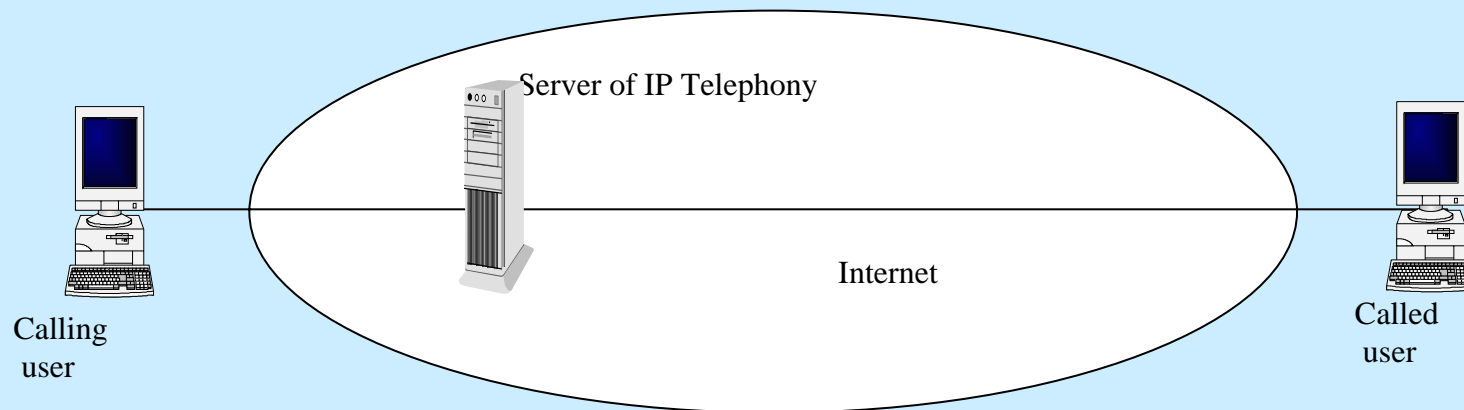 Server of IP Telephony
Internet
Calling
user
Called
user